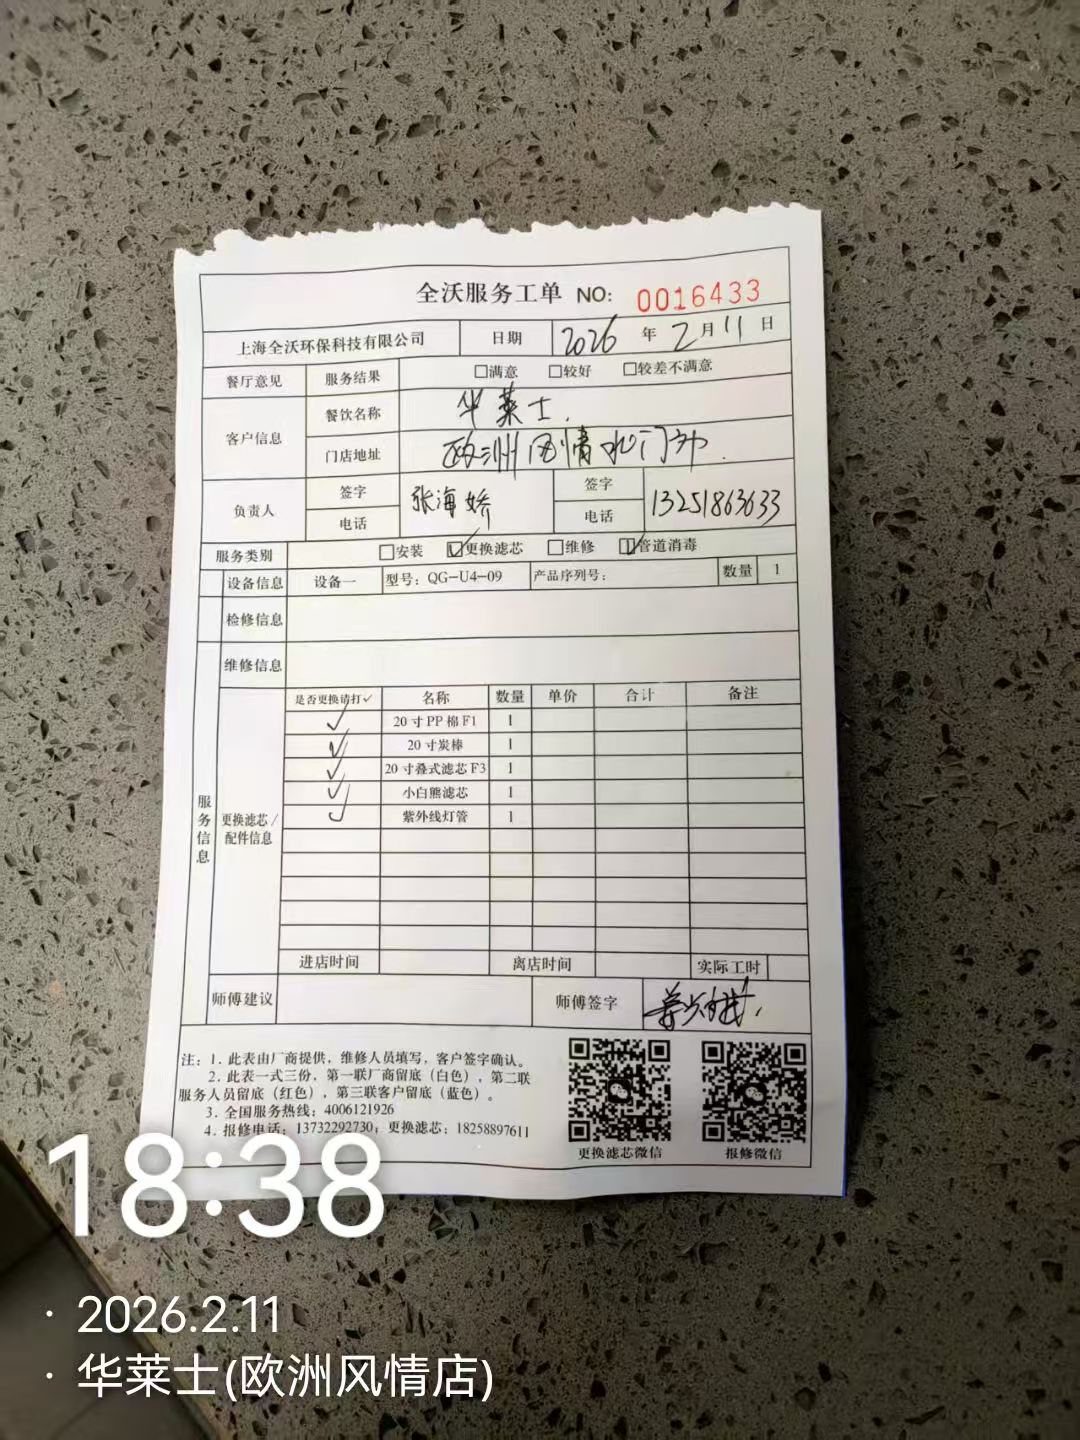 全沃服务工单 NO: 0016433
上海全沃环保科技有限公司 日期 2026 年 2 月 11 日
餐厅意见 服务结果 □满意 □较好 □较差不满意
客户信息 餐饮名称 华莱士.
门店地址 欧洲风情
负责人 签字 张海娇 签字
电话 电话 13251863633
服务类别 □安装 ☑更换滤芯 □维修 ☑管道消毒
设备信息 设备一 型号: QG-U4-09 产品序列号: 数量 1
检修信息
维修信息
服务信息
更换滤芯/配件信息
是否更换请打✓ 名称 数量 单价 合计 备注
✓ 20寸PP棉F1 1
✓ 20寸炭棒 1
✓ 20寸叠式滤芯F3 1
✓ 小白熊滤芯 1
✓ 紫外线灯管 1
进店时间 离店时间 实际工时
师傅建议 师傅签字
注: 1. 此表由厂商提供, 维修人员填写, 客户签字确认。
2. 此表一式三份, 第一联厂商留底 (白色), 第二联
服务人员留底 (红色), 第三联客户留底 (蓝色)。
3. 全国服务热线: 4006121926
4. 报修电话: 13732292730; 更换滤芯: 18258897611
更换滤芯微信 报修微信
18:38
· 2026.2.11
· 华莱士(欧洲风情店)